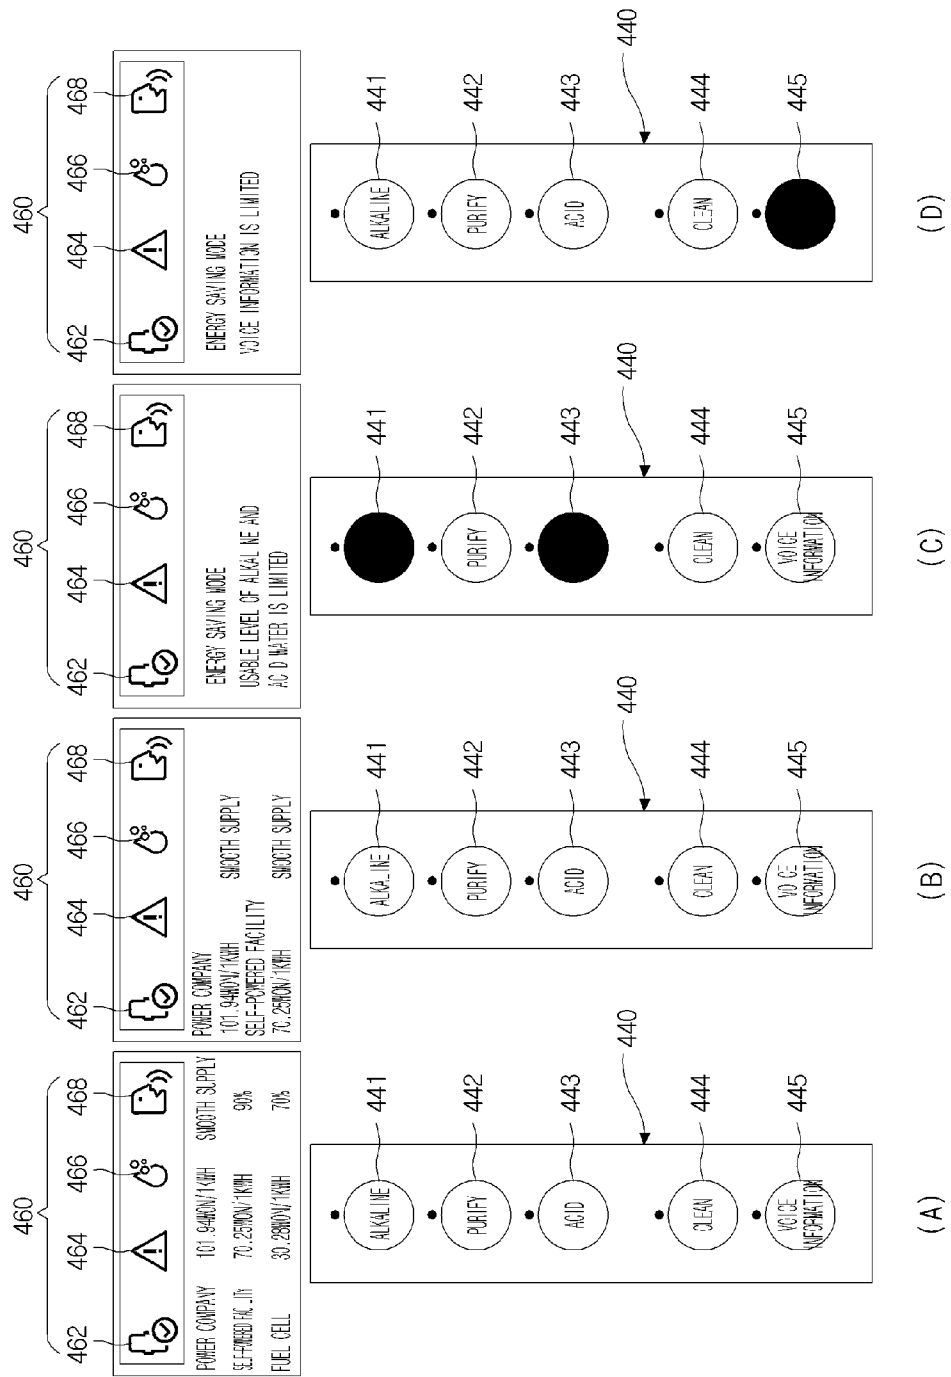 460
462 464 466 468
POWER COMPANY 101.94WON/1KWH SMOOTH SUPPLY
SELF-POWERED FACILITY 70.25WON/1KWH 90%
FUEL CELL 30.28WON/1KWH 70%
ALKALINE 441
PURIFY 442
ACID 443
440
CLEAN 444
VOICE INFORMATION 445
(A)
460
462 464 466 468
POWER COMPANY
101.94WON/1KWH SMOOTH SUPPLY
SELF-POWERED FACILITY
70.25WON/1KWH SMOOTH SUPPLY
ALKALINE 441
PURIFY 442
ACID 443
440
CLEAN 444
VOICE INFORMATION 445
(B)
460
462 464 466 468
ENERGY SAVING MODE
USABLE LEVEL OF ALKALINE AND
ACID WATER IS LIMITED
441
PURIFY 442
443
440
CLEAN 444
VOICE INFORMATION 445
(C)
460
462 464 466 468
ENERGY SAVING MODE
VOICE INFORMATION IS LIMITED
ALKALINE 441
PURIFY 442
ACID 443
440
CLEAN 444
445
(D)